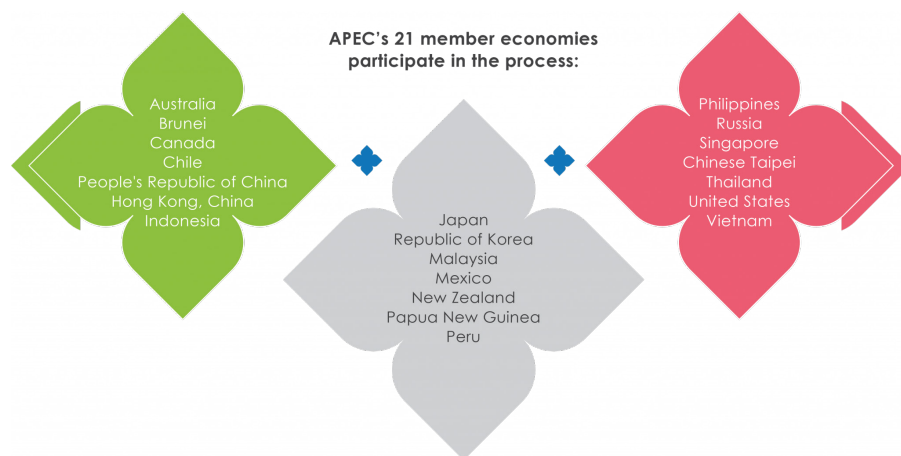 APEC's 21 member economies
participate in the process:
Australia
Brunei
Canada
Chile
People's Republic of China
Hong Kong, China
Indonesia
Japan
Republic of Korea
Malaysia
Mexico
New Zealand
Papua New Guinea
Peru
Philippines
Russia
Singapore
Chinese Taipei
Thailand
United States
Vietnam